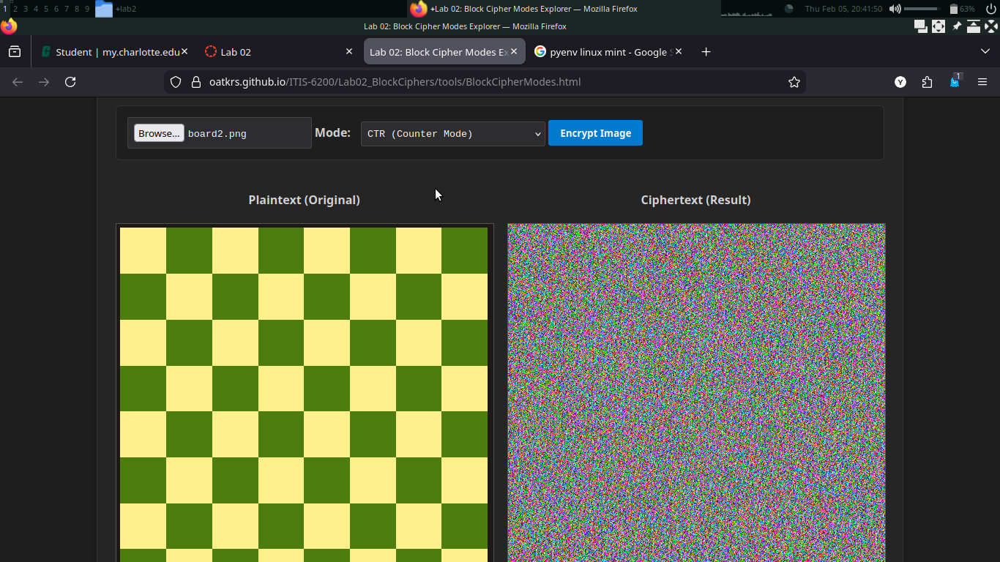 1 2 3 4 5 6 7 8 9 +lab2 +Lab 02: Block Cipher Modes Explorer — Mozilla Firefox Thu Feb 05, 20:41:50 63%
Lab 02: Block Cipher Modes Explorer — Mozilla Firefox
Student | my.charlotte.edu Lab 02 Lab 02: Block Cipher Modes Ex pyenv linux mint - Google S
oatkrs.github.io/ITIS-6200/Lab02_BlockCiphers/tools/BlockCipherModes.html Y 1
Browse... board2.png Mode: CTR (Counter Mode) Encrypt Image
Plaintext (Original) Ciphertext (Result)